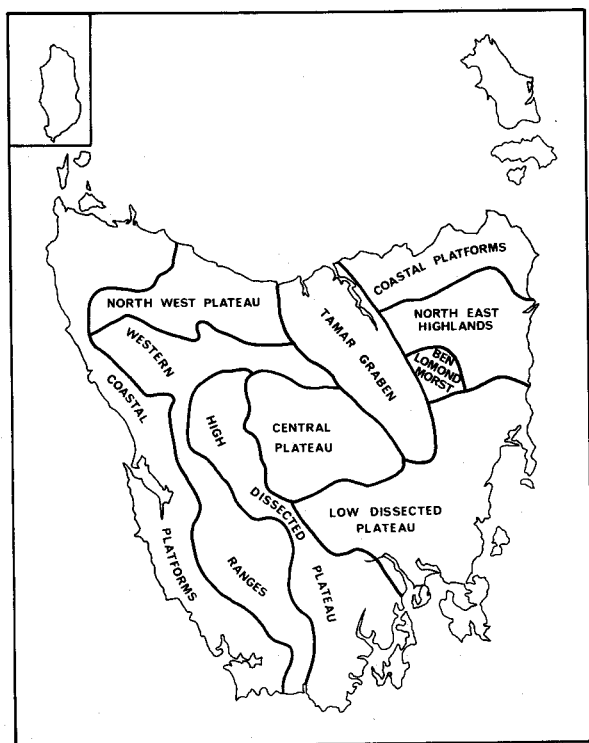 COASTAL PLATFORMS
NORTH WEST PLATEAU
NORTH EAST
HIGHLANDS
TAMAR GRABEN
BEN
LOMOND
MORST
WESTERN
RANGES
COASTAL
PLATFORMS
HIGH
DISSECTED
PLATEAU
CENTRAL
PLATEAU
LOW DISSECTED
PLATEAU